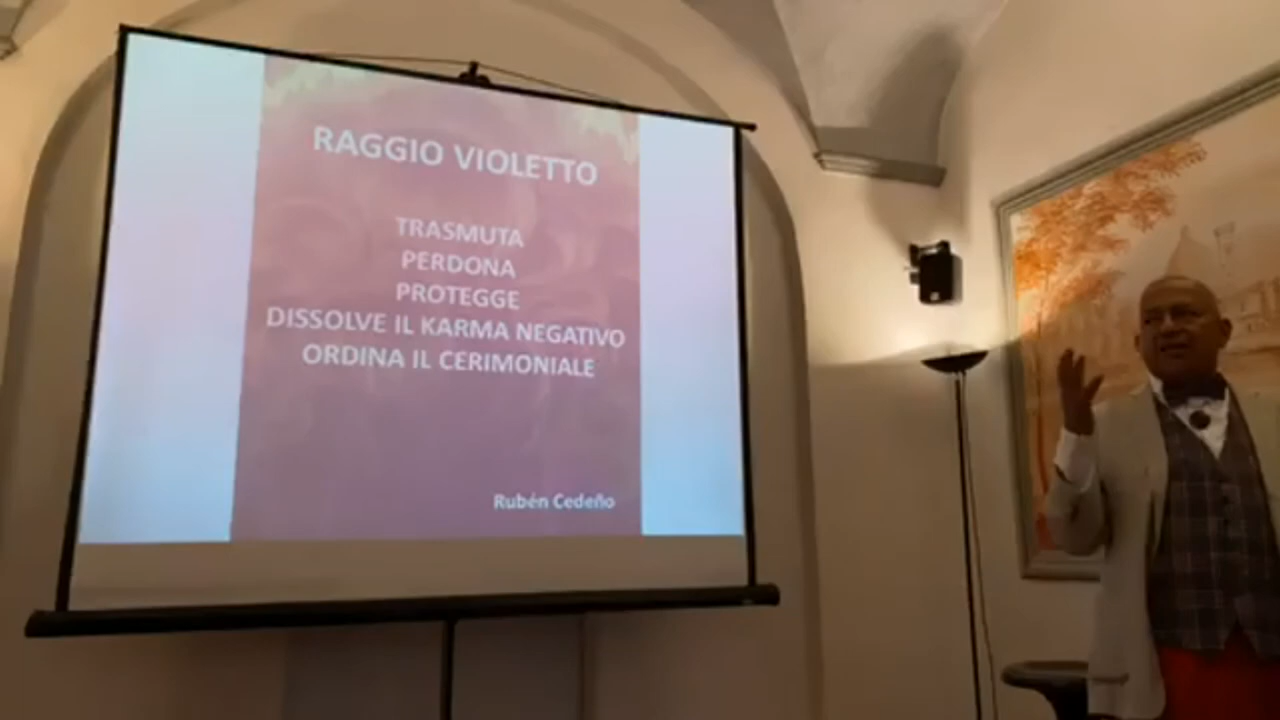 RAGGIO VIOLETTO
TRASMUTA
PERDONA
PROTEGGE
DISSOLVE IL KARMA NEGATIVO
ORDINA IL CERIMONIALE
Rubén Cedeño